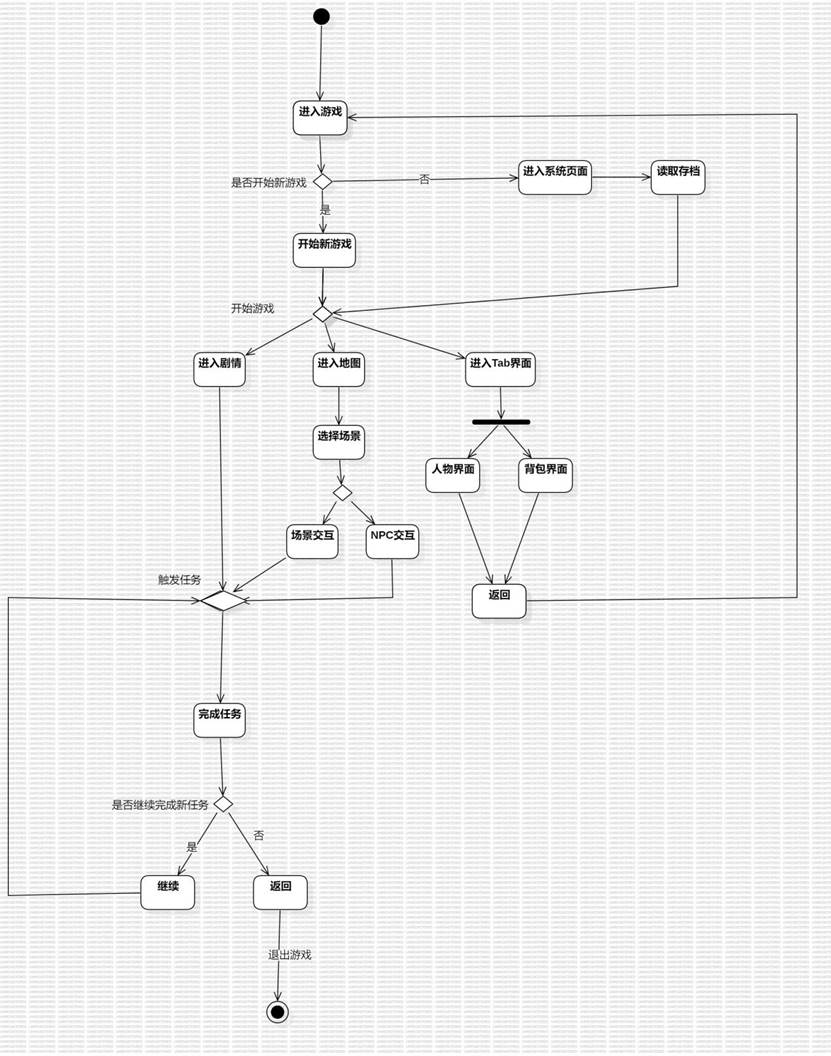 进入游戏
是否开始新游戏
否
进入系统页面
读取存档
是
开始新游戏
开始游戏
进入剧情
进入地图
进入Tab界面
选择场景
人物界面
背包界面
场景交互
NPC交互
触发任务
返回
完成任务
是否继续完成新任务
否
是
继续
返回
退出游戏